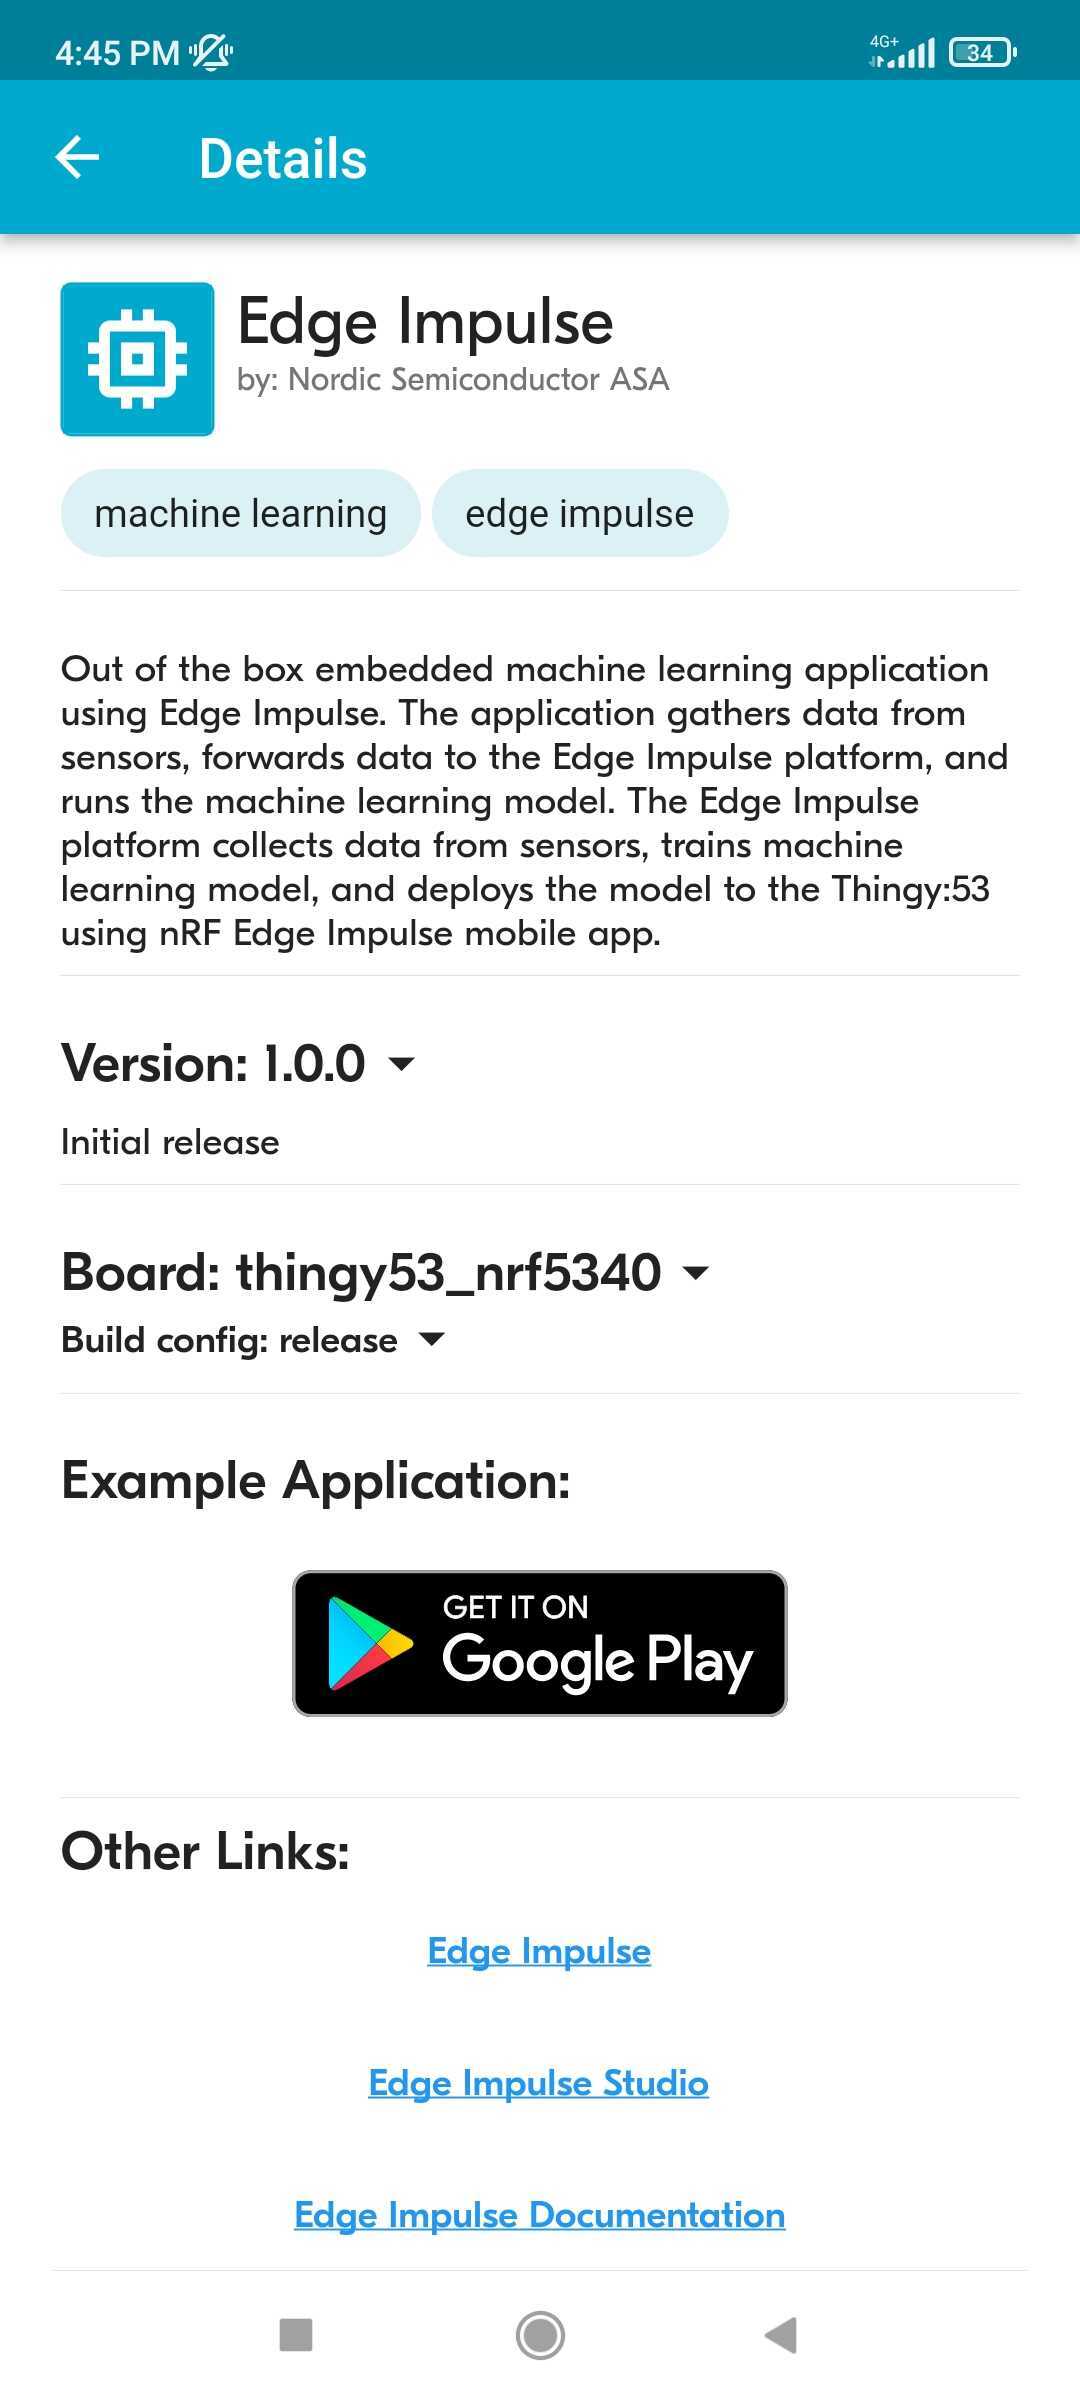 4:45 PM
4G+
34
Details
Edge Impulse
by: Nordic Semiconductor ASA
machine learning
edge impulse
Out of the box embedded machine learning application
using Edge Impulse. The application gathers data from
sensors, forwards data to the Edge Impulse platform, and
runs the machine learning model. The Edge Impulse
platform collects data from sensors, trains machine
learning model, and deploys the model to the Thingy:53
using nRF Edge Impulse mobile app.
Version: 1.0.0
Initial release
Board: thingy53_nrf5340
Build config: release
Example Application:
GET IT ON
Google Play
Other Links:
Edge Impulse
Edge Impulse Studio
Edge Impulse Documentation